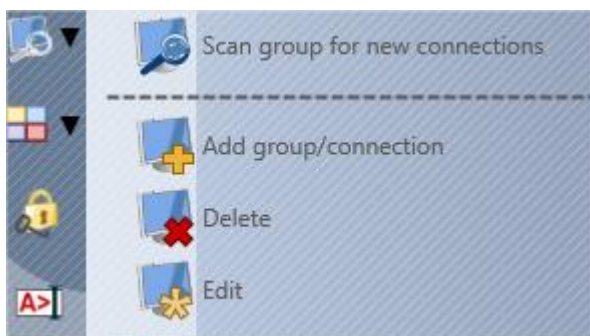 Scan group for new connections
Add group/connection
Delete
A>
Edit